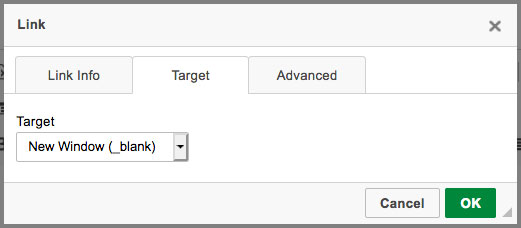 Link
Link Info Target Advanced
Target
New Window (_blank)
Cancel OK